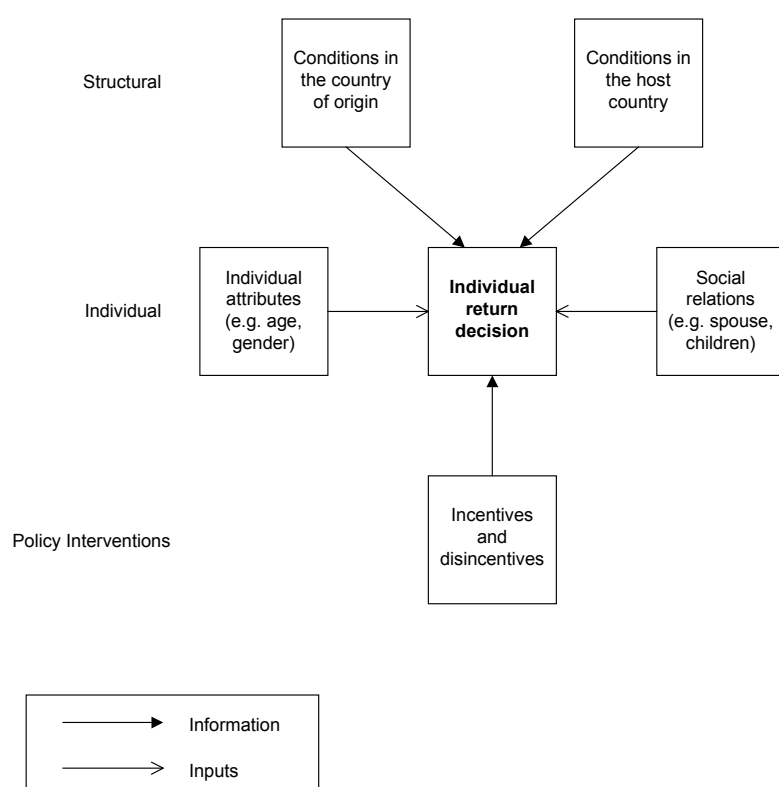 Structural
Conditions in
the country
of origin
Conditions in
the host
country
Individual
Individual
attributes
(e.g. age,
gender)
Individual
return
decision
Social
relations
(e.g. spouse,
children)
Policy Interventions
Incentives
and
disincentives
Information
Inputs